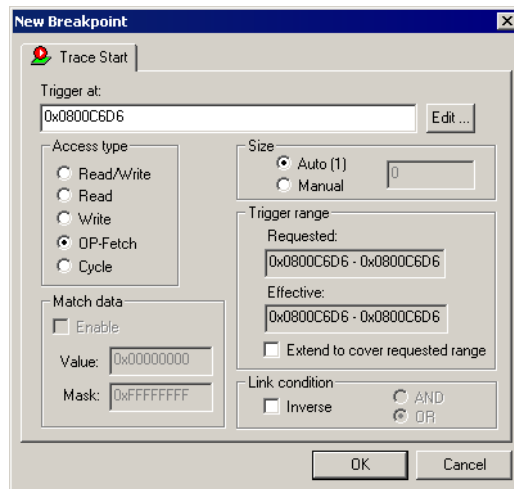 New Breakpoint
Trace Start
Trigger at:
0x0800C6D6
Edit ...
Access type
Read/Write
Read
Write
OP-Fetch
Cycle
Size
Auto (1)
Manual
0
Trigger range
Requested:
0x0800C6D6 - 0x0800C6D6
Effective:
0x0800C6D6 - 0x0800C6D6
Extend to cover requested range
Match data
Enable
Value: 0x00000000
Mask: 0xFFFFFFFF
Link condition
Inverse
AND
OR
OK
Cancel